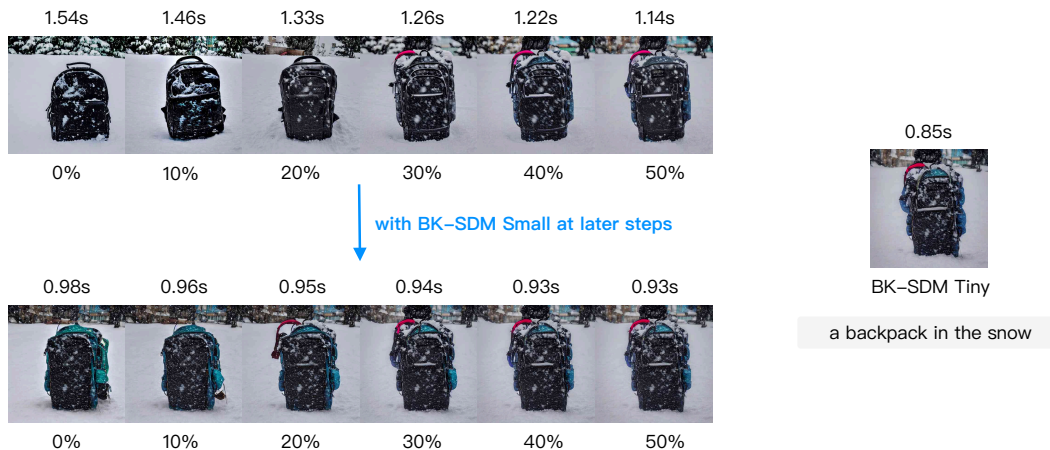 1.54s 1.46s 1.33s 1.26s 1.22s 1.14s
0% 10% 20% 30% 40% 50%
with BK-SDM Small at later steps
0.98s 0.96s 0.95s 0.94s 0.93s 0.93s
0% 10% 20% 30% 40% 50%
0.85s
BK-SDM Tiny
a backpack in the snow